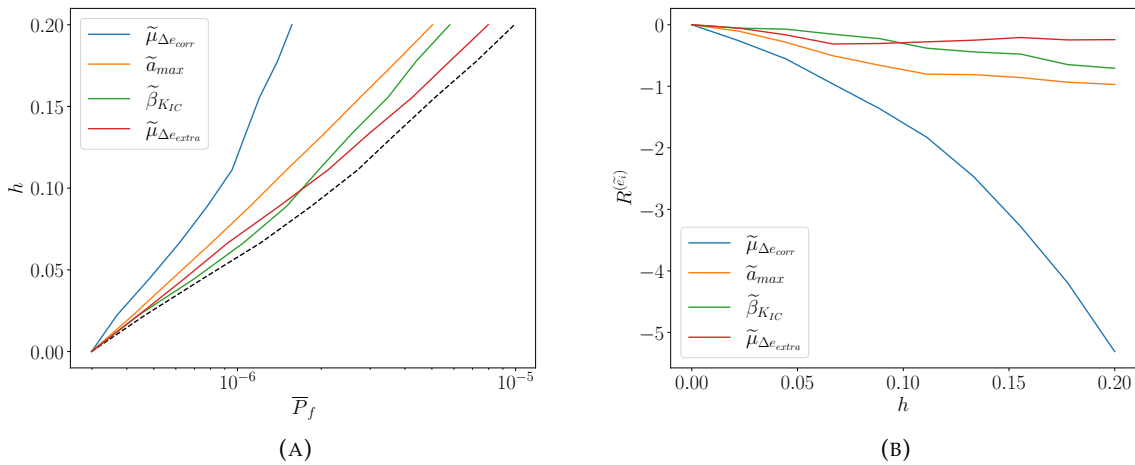 0.20
0.15
0.10
0.05
0.00
h
μ̃Δe_corr
ã_max
β̃K_IC
μ̃Δe_extra
10⁻⁶
10⁻⁵
P̅_f
(A)
0
−1
−2
−3
−4
−5
R^(ẽ_i)
μ̃Δe_corr
ã_max
β̃K_IC
μ̃Δe_extra
0.00
0.05
0.10
0.15
0.20
h
(B)